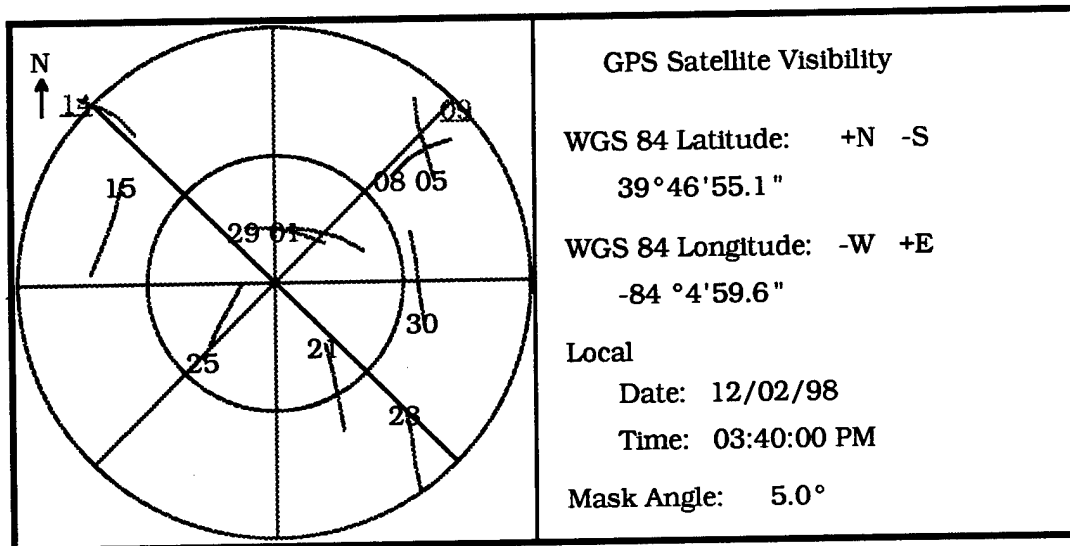 N
14
09
15
08 05
29 01
30
25
21
23
GPS Satellite Visibility
WGS 84 Latitude: +N -S
39°46'55.1"
WGS 84 Longitude: -W +E
-84 °4'59.6"
Local
Date: 12/02/98
Time: 03:40:00 PM
Mask Angle: 5.0°